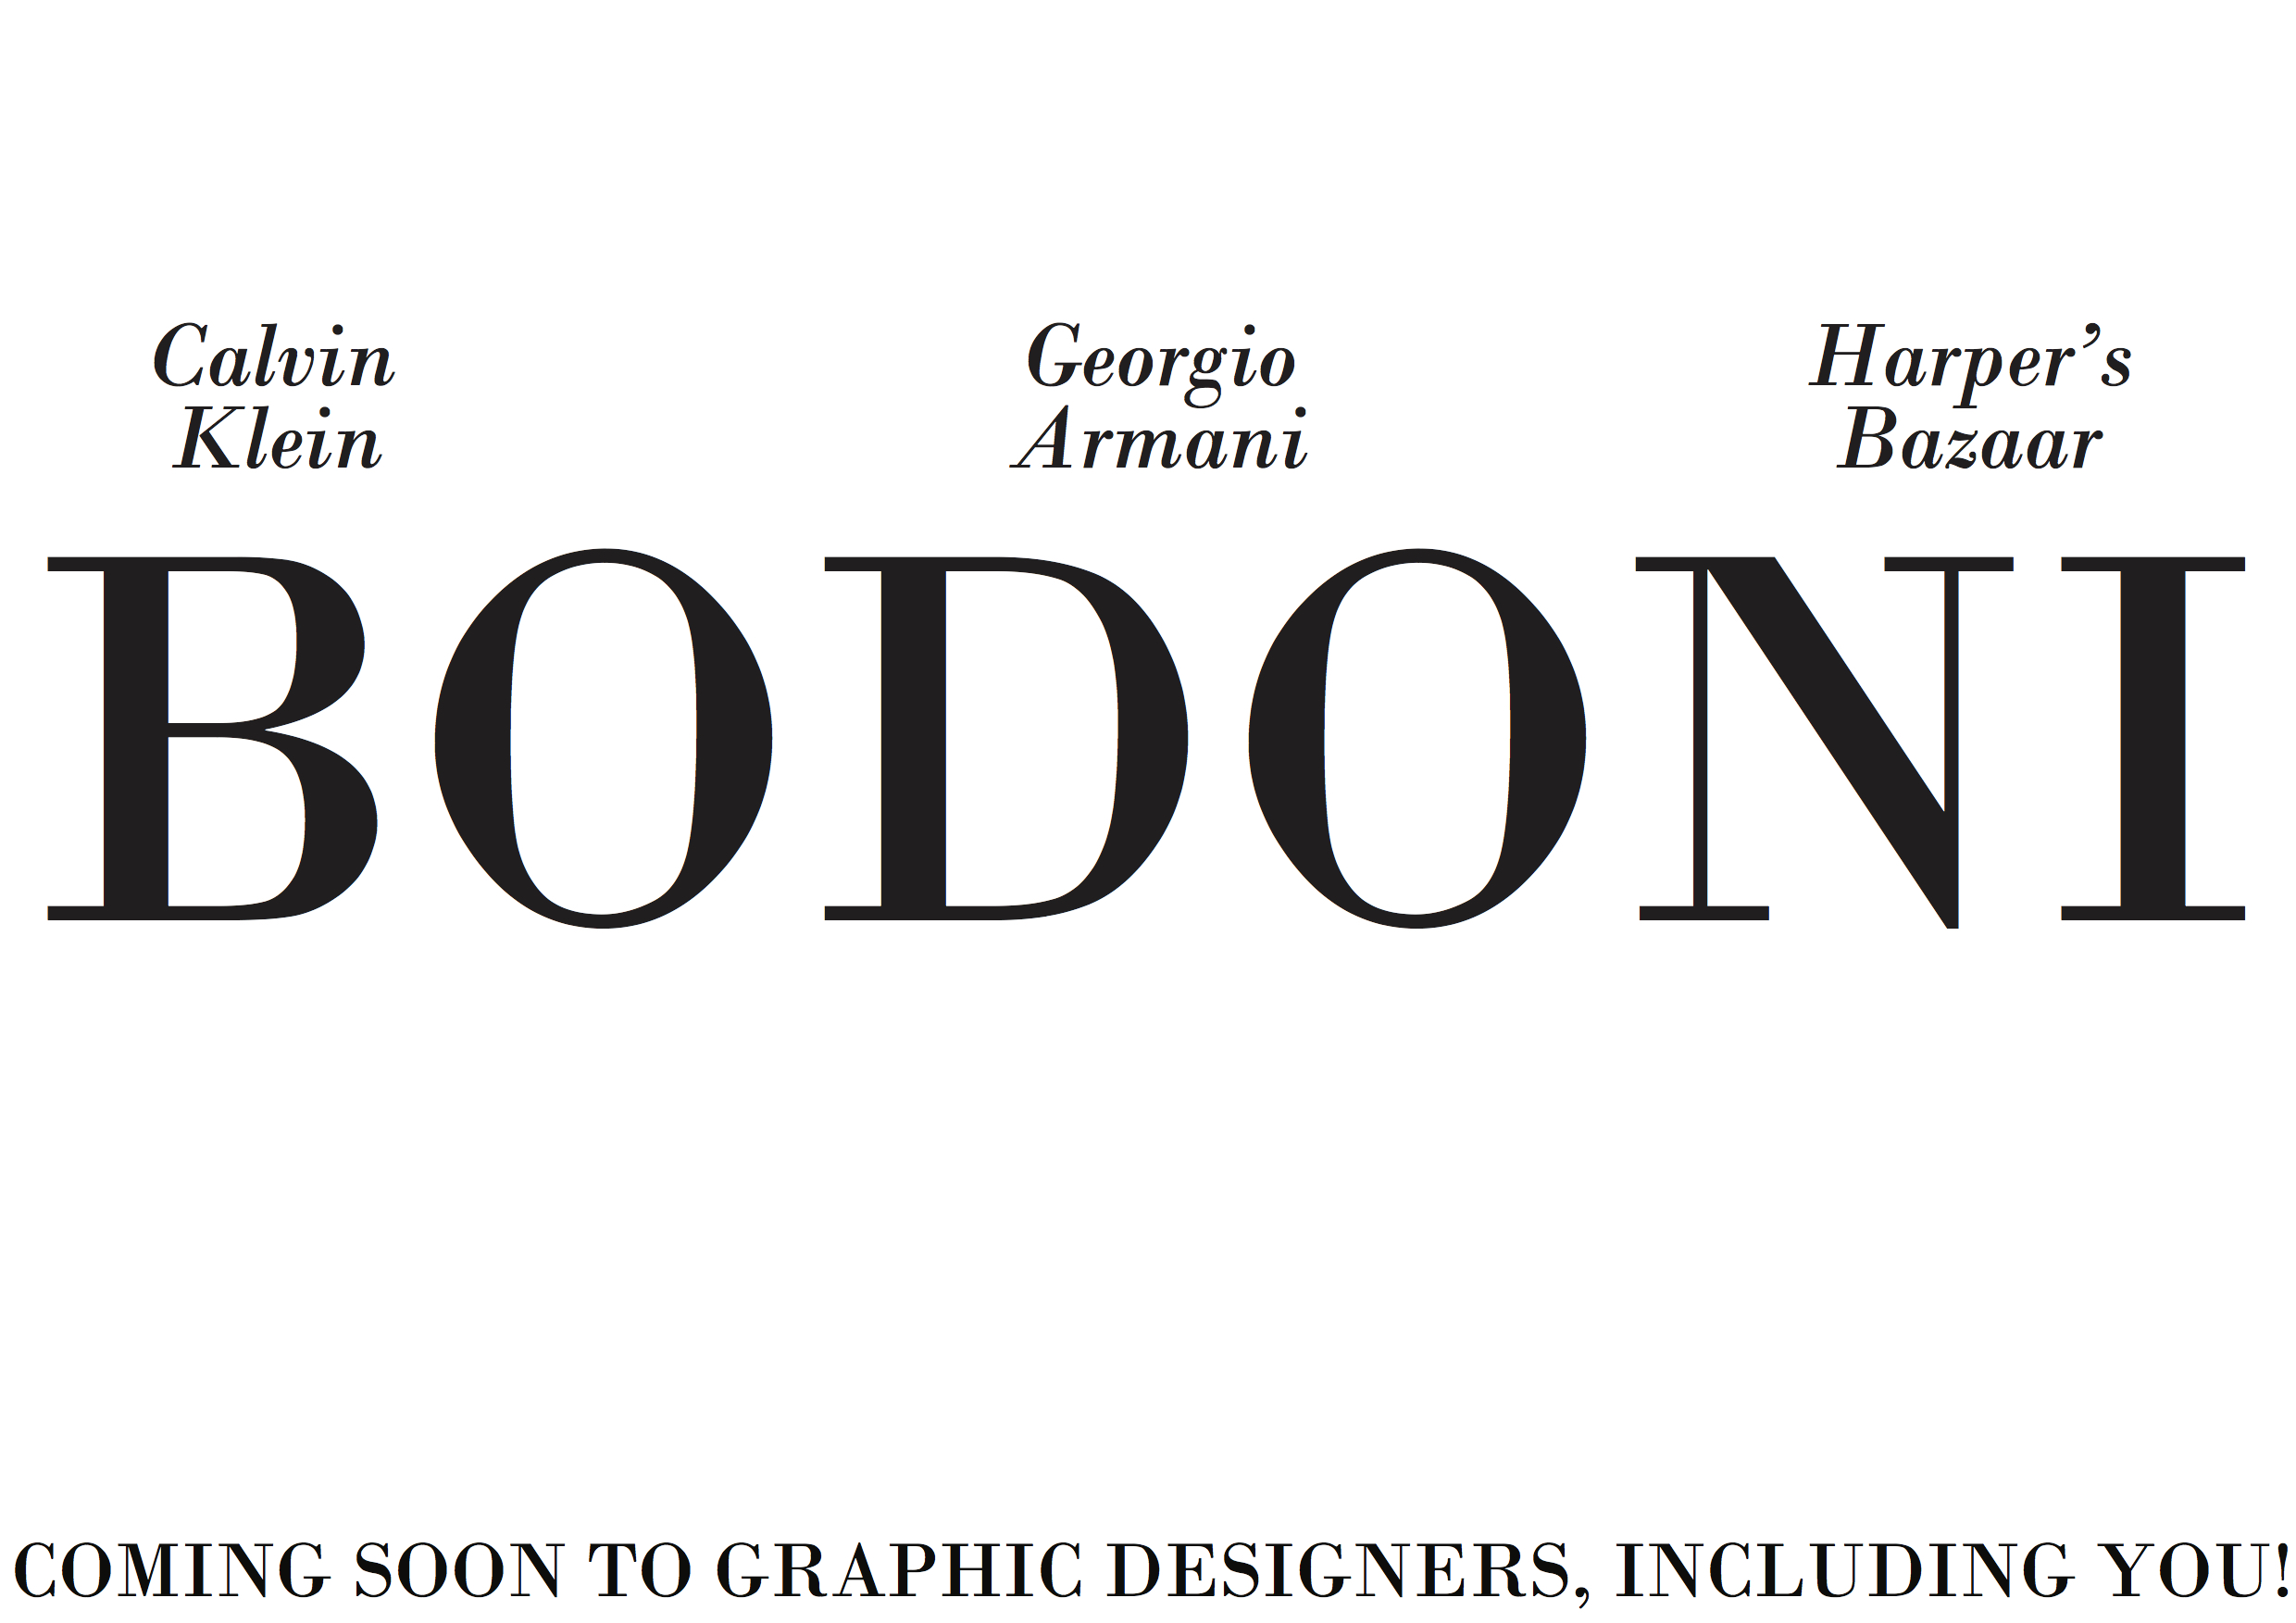 Calvin
Klein
Georgio
Armani
Harper's
Bazaar
BODONI
COMING SOON TO GRAPHIC DESIGNERS, INCLUDING YOU!